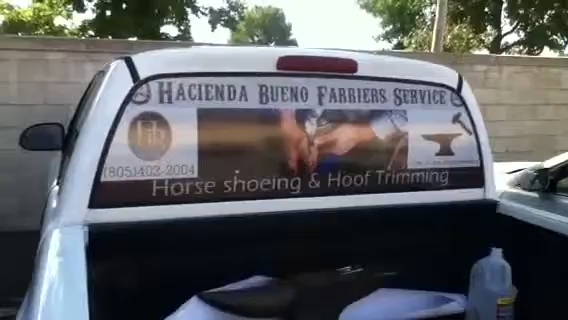 HACIENDA BUENO FARRIERS SERVICE
(805)402-2004
Horse shoeing & Hoof Trimming